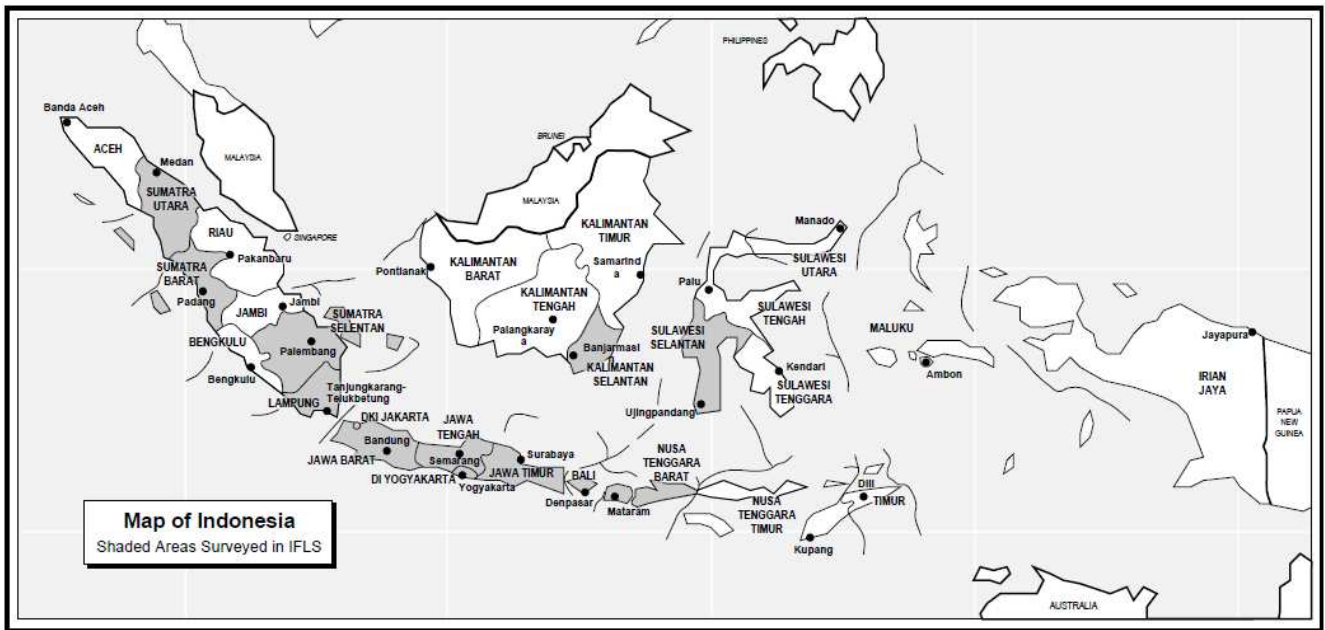 PHILIPPINES
Banda Aceh
ACEH
MALAYSIA
BRUNEI
Medan
SUMATRA
UTARA
MALAYSIA
RIAU
SINGAPORE
KALIMANTAN
TIMUR
Manado
Pakanbaru
SUMATRA
BARAT
Pontianak
KALIMANTAN
BARAT
Samarind
a
SULAWESI
UTARA
Padang
JAMBI
Jambi
KALIMANTAN
TENGAH
Palu
SUMATRA
SELENTAN
SULAWESI
TENGAH
BENGKULU
Palangkaray
a
SULAWESI
SELANTAN
MALUKU
Jayapura
Palembang
Banjarmasi
n
KALIMANTAN
SELANTAN
Bengkulu
Kendari
SULAWESI
TENGGARA
Ambon
IRIAN
JAYA
Tanjungkarang-
Telukbetung
LAMPUNG
Ujingpandang
PAPUA
NEW
GUINEA
DKI JAKARTA
JAWA
TENGAH
Bandung
JAWA BARAT
Semarang
Surabaya
NUSA
TENGGARA
BARAT
DI YOGYAKARTA
Yogyakarta
JAWA TIMUR
BALI
Denpasar
Mataram
NUSA
TENGGARA
TIMUR
Dili
TIMUR
Kupang
Map of Indonesia
Shaded Areas Surveyed in IFLS
AUSTRALIA